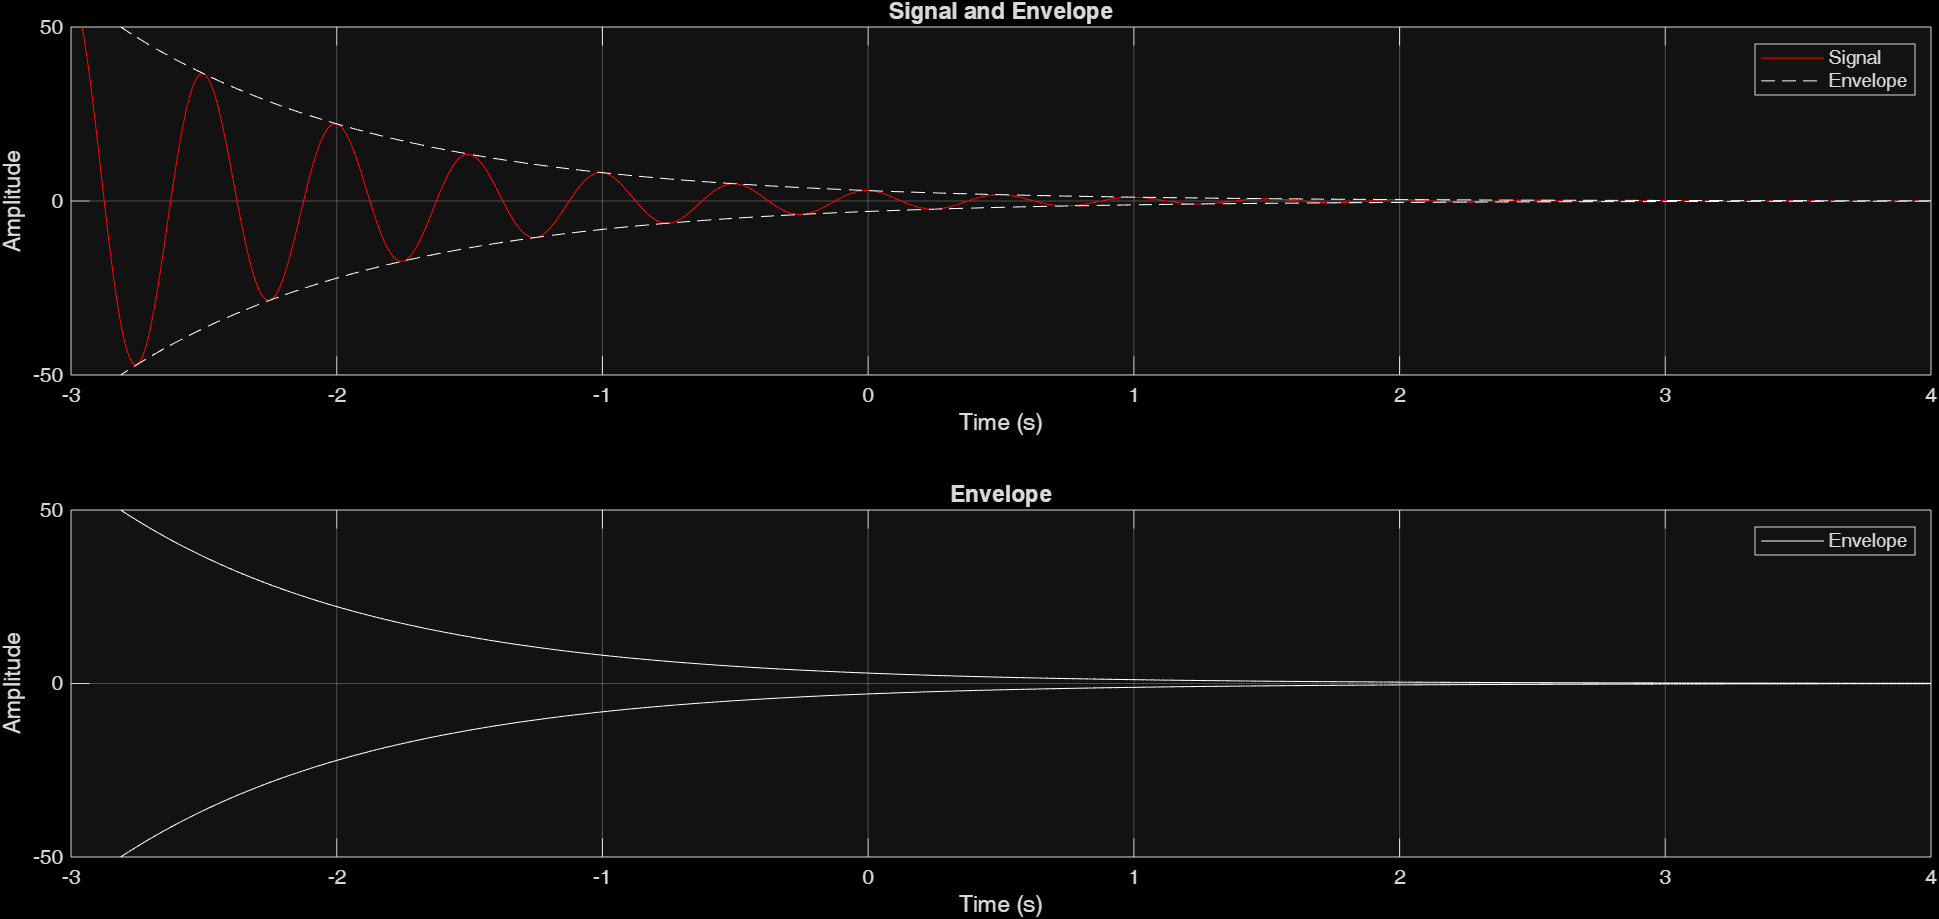 Signal and Envelope
50
Signal
Envelope
Amplitude
0
-50
-3 -2 -1 0 1 2 3 4
Time (s)
Envelope
50
Envelope
Amplitude
0
-50
-3 -2 -1 0 1 2 3 4
Time (s)